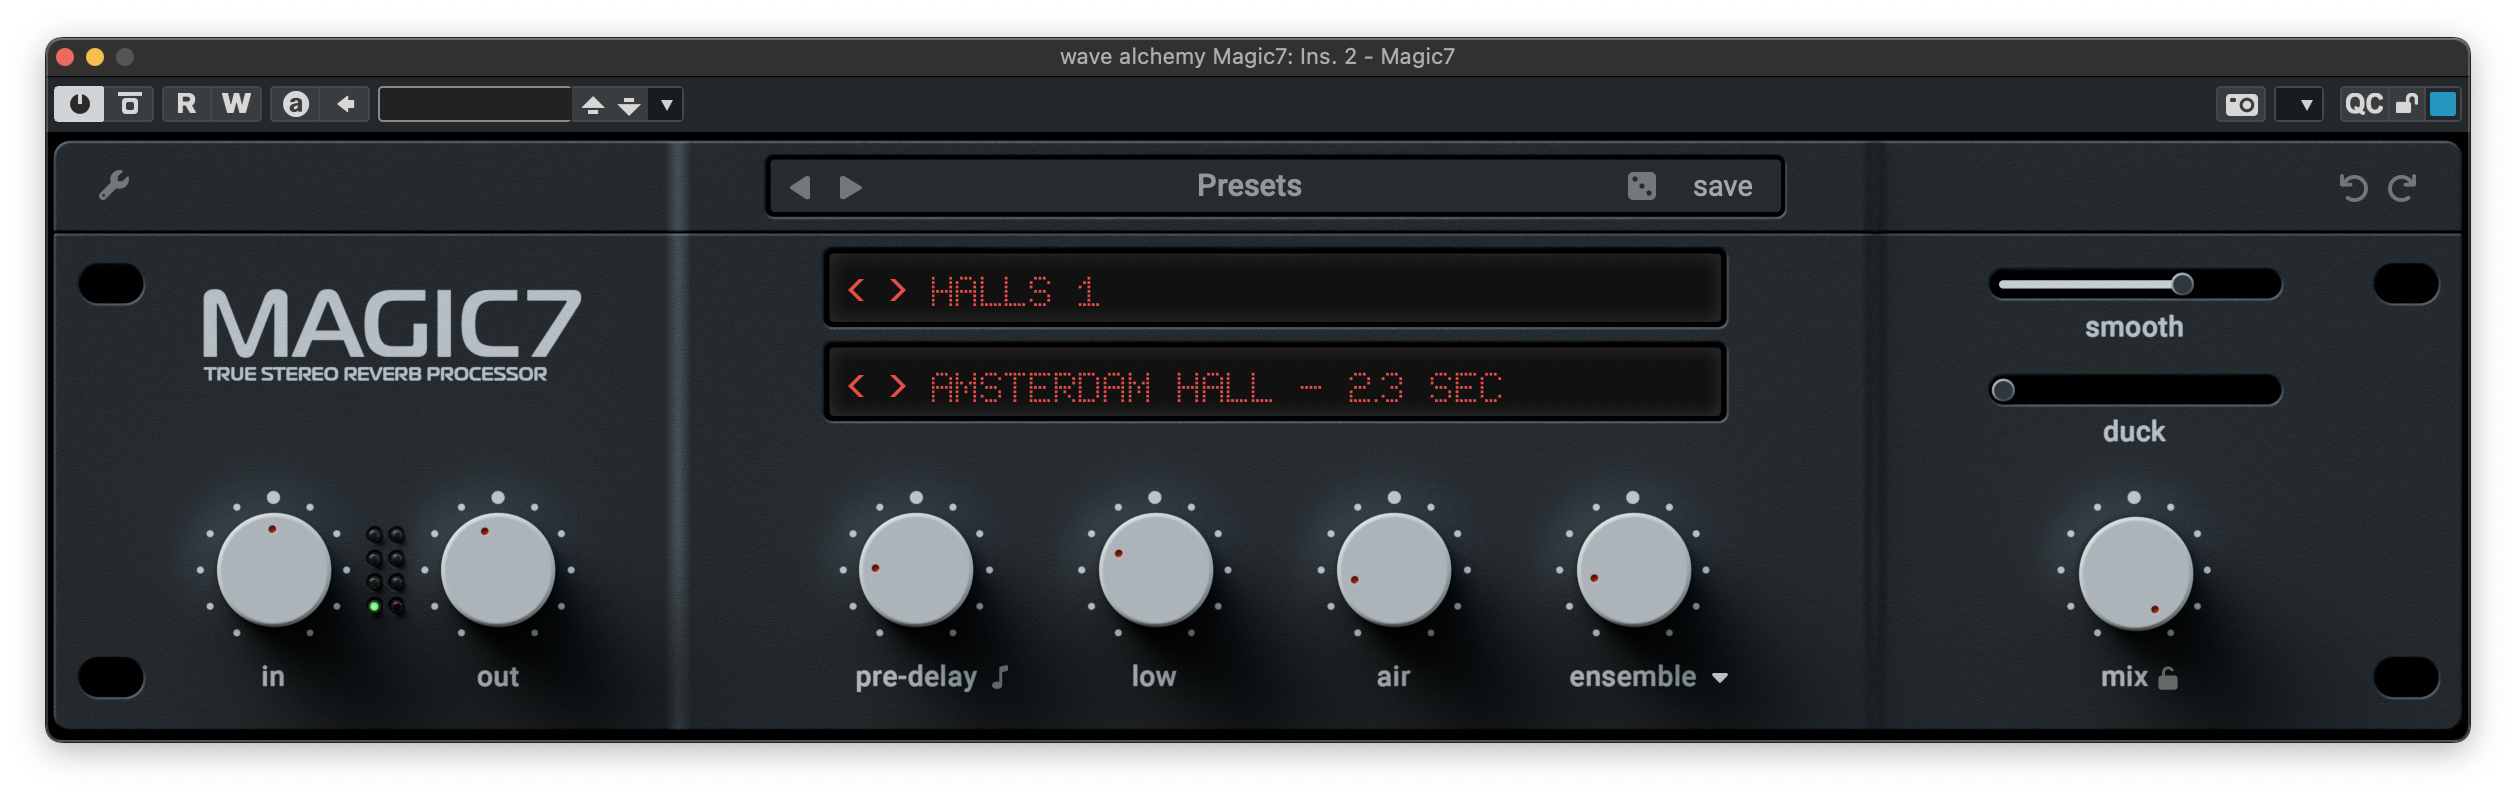 wave alchemy Magic7: Ins. 2 - Magic7
R W a QC
Presets save
MAGIC7
TRUE STEREO REVERB PROCESSOR
HALLS 1
AMSTERDAM HALL - 2.3 SEC
smooth
duck
in out pre-delay low air ensemble mix